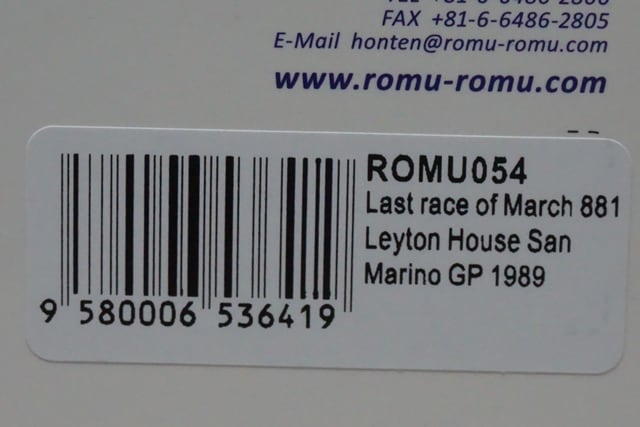 FAX +81-6-6486-2805
E-Mail honten@romu-romu.com
www.romu-romu.com
ROMU054
Last race of March 881
Leyton House San
Marino GP 1989
9 580006 536419